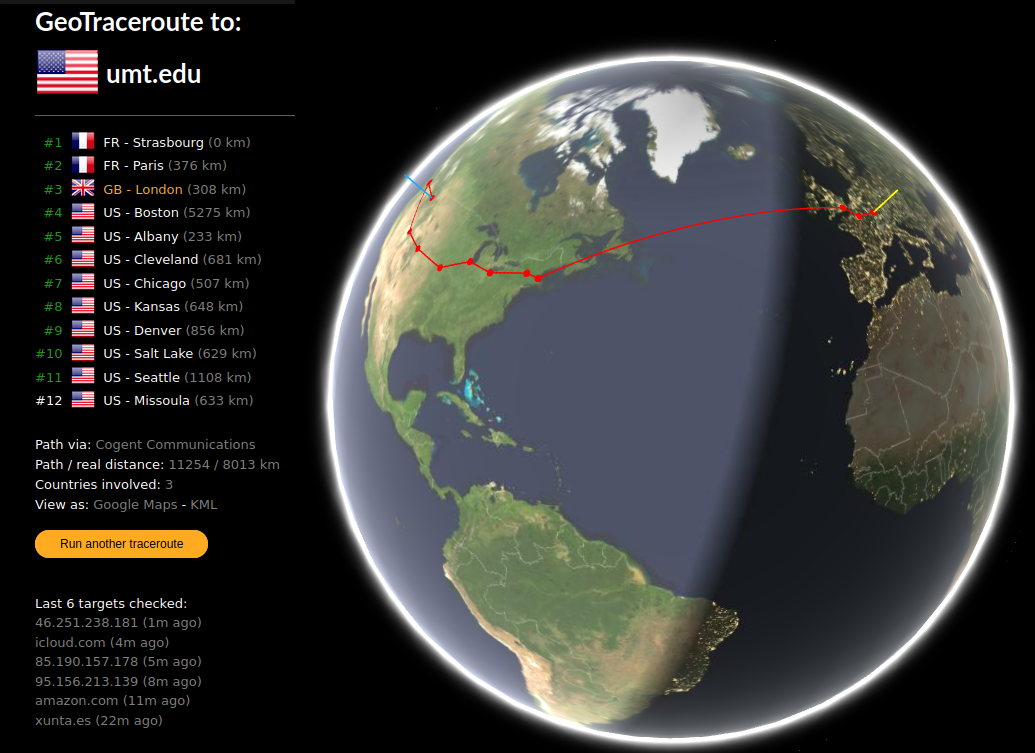 GeoTraceroute to:
umt.edu
#1 FR - Strasbourg (0 km)
#2 FR - Paris (376 km)
#3 GB - London (308 km)
#4 US - Boston (5275 km)
#5 US - Albany (233 km)
#6 US - Cleveland (681 km)
#7 US - Chicago (507 km)
#8 US - Kansas (648 km)
#9 US - Denver (856 km)
#10 US - Salt Lake (629 km)
#11 US - Seattle (1108 km)
#12 US - Missoula (633 km)
Path via: Cogent Communications
Path / real distance: 11254 / 8013 km
Countries involved: 3
View as: Google Maps - KML
Run another traceroute
Last 6 targets checked:
46.251.238.181 (1m ago)
icloud.com (4m ago)
85.190.157.178 (5m ago)
95.156.213.139 (8m ago)
amazon.com (11m ago)
xunta.es (22m ago)